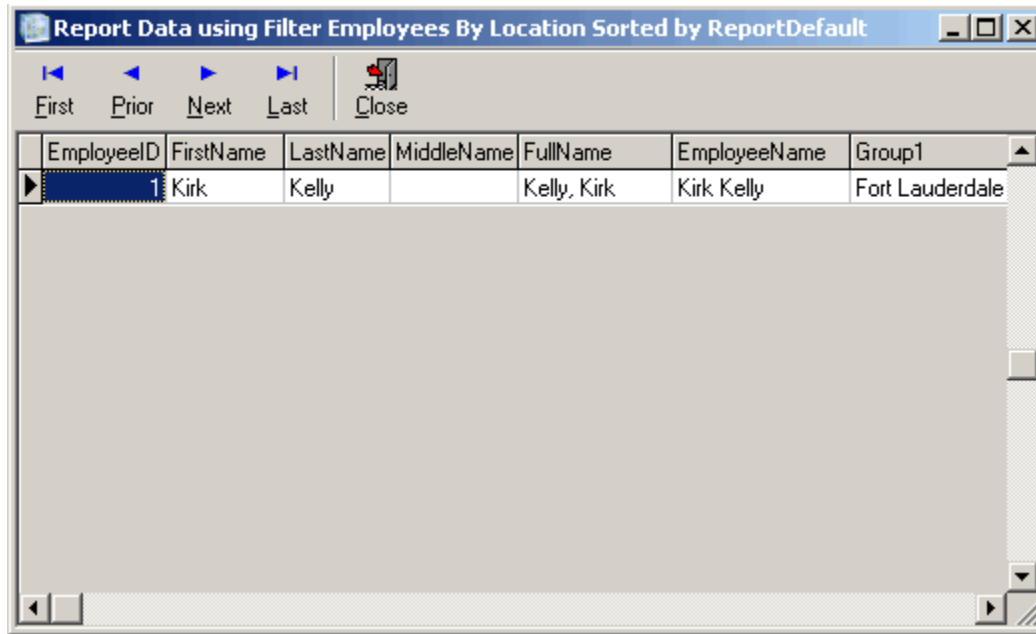 Report Data using Filter Employees By Location Sorted by ReportDefault
First Prior Next Last Close
EmployeeID FirstName LastName MiddleName FullName EmployeeName Group1
1 Kirk Kelly Kelly, Kirk Kirk Kelly Fort Lauderdale